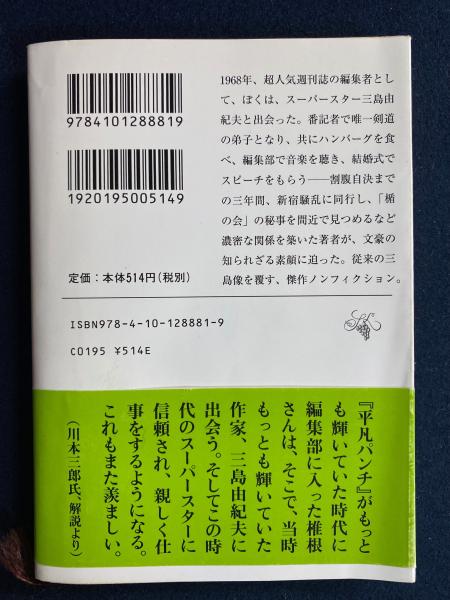 9784101288819
1920195005149
定価：本体514円（税別）
ISBN978-4-10-128881-9
C0195 ¥514E
1968年、超人気週刊誌の編集者とし
て、ぼくは、スーパースター三島由
紀夫と出会った。番記者で唯一剣道
の弟子となり、共にハンバーグを食
べ、編集部で音楽を聴き、結婚式で
スピーチをもらう――割腹自決まで
の三年間、新宿騒乱に同行し、「楯
の会」の秘事を間近で見つめるなど
濃密な関係を築いた著者が、文豪の
知られざる素顔に迫った。従来の三
島像を覆す、傑作ノンフィクション。
『平凡パンチ』がもっと
も輝いていた時代に
編集部に入った椎根
さんは、そこで、当時
もっとも輝いていた
作家、三島由紀夫に
出会う。そしてこの時
代のスーパースターに
信頼され、親しく仕
事をするようになる。
これもまた羨ましい。
（川本三郎氏、解説より）